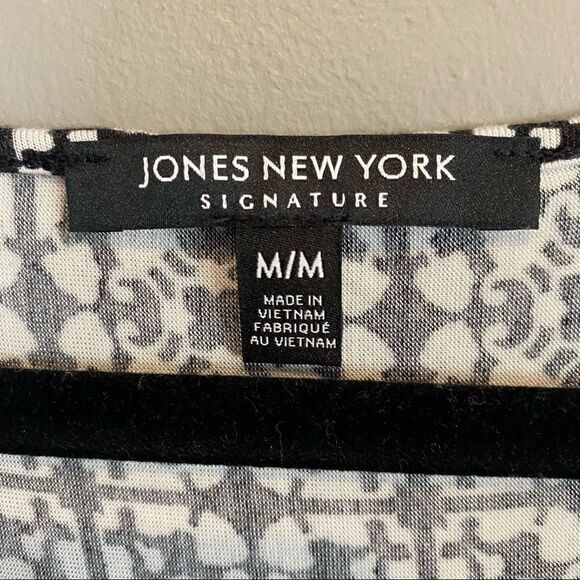 JONES NEW YORK
SIGNATURE
M/M
MADE IN
VIETNAM
FABRIQUÉ
AU VIETNAM